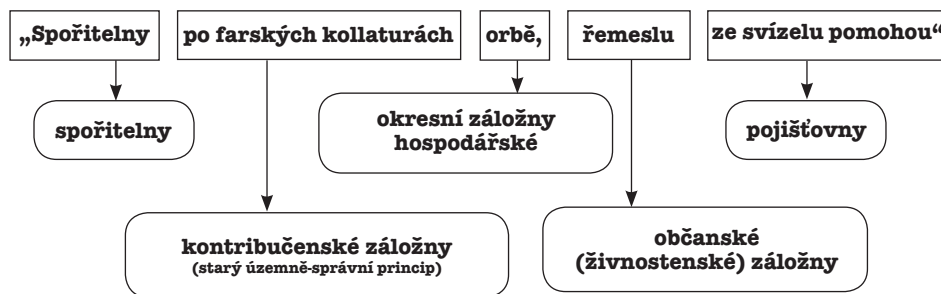 „Spořitelny po farských kollaturách orbě, řemeslu ze svízelu pomohou“
spořitelny
okresní záložny
hospodářské
pojišťovny
kontribučenské záložny
(starý územně-správní princip)
občanské
(živnostenské) záložny